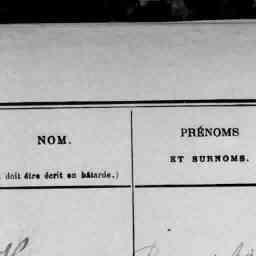 NOM.
doit être écrit en bâtarde.)
PRÉNOMS
ET SURNOMS.